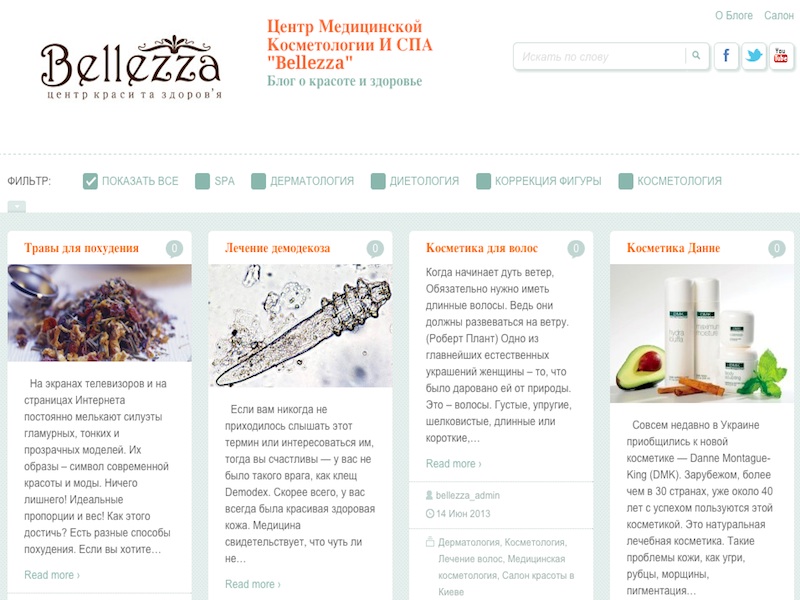 О Блоге Салон
Bellezza
центр краси та здоров'я
Центр Медицинской
Косметологии И СПА
"Bellezza"
Блог о красоте и здоровье
Искать по слову
You
Tube
ФИЛЬТР: ПОКАЗАТЬ ВСЕ SPA ДЕРМАТОЛОГИЯ ДИЕТОЛОГИЯ КОРРЕКЦИЯ ФИГУРЫ КОСМЕТОЛОГИЯ
Травы для похудения 0
На экранах телевизоров и на
страницах Интернета
постоянно мелькают силуэты
гламурных, тонких и
прозрачных моделей. Их
образы – символ современной
красоты и моды. Ничего
лишнего! Идеальные
пропорции и вес! Как этого
достичь? Есть разные способы
похудения. Если вы хотите…
Read more ›
Лечение демодекоза 0
Если вам никогда не
приходилось слышать этот
термин или интересоваться им,
тогда вы счастливы — у вас не
было такого врага, как клещ
Demodex. Скорее всего, у вас
всегда была красивая здоровая
кожа. Медицина
свидетельствует, что чуть ли
не…
Read more ›
Косметика для волос 0
Когда начинает дуть ветер,
Обязательно нужно иметь
длинные волосы. Ведь они
должны развеваться на ветру.
(Роберт Плант) Одно из
главнейших естественных
украшений женщины – то, что
было даровано ей от природы.
Это – волосы. Густые, упругие,
шелковистые, длинные или
короткие,…
Read more ›
bellezza_admin
14 Июн 2013
Дерматология, Косметология,
Лечение волос, Медицинская
косметология, Салон красоты в
Киеве
Косметика Данне 0
Совсем недавно в Украине
приобщились к новой
косметике — Danne Montague-
King (DMK). Зарубежом, более
чем в 30 странах, уже около 40
лет с успехом пользуются этой
косметикой. Это натуральная
лечебная косметика. Такие
проблемы кожи, как угри,
рубцы, морщины,
пигментация…